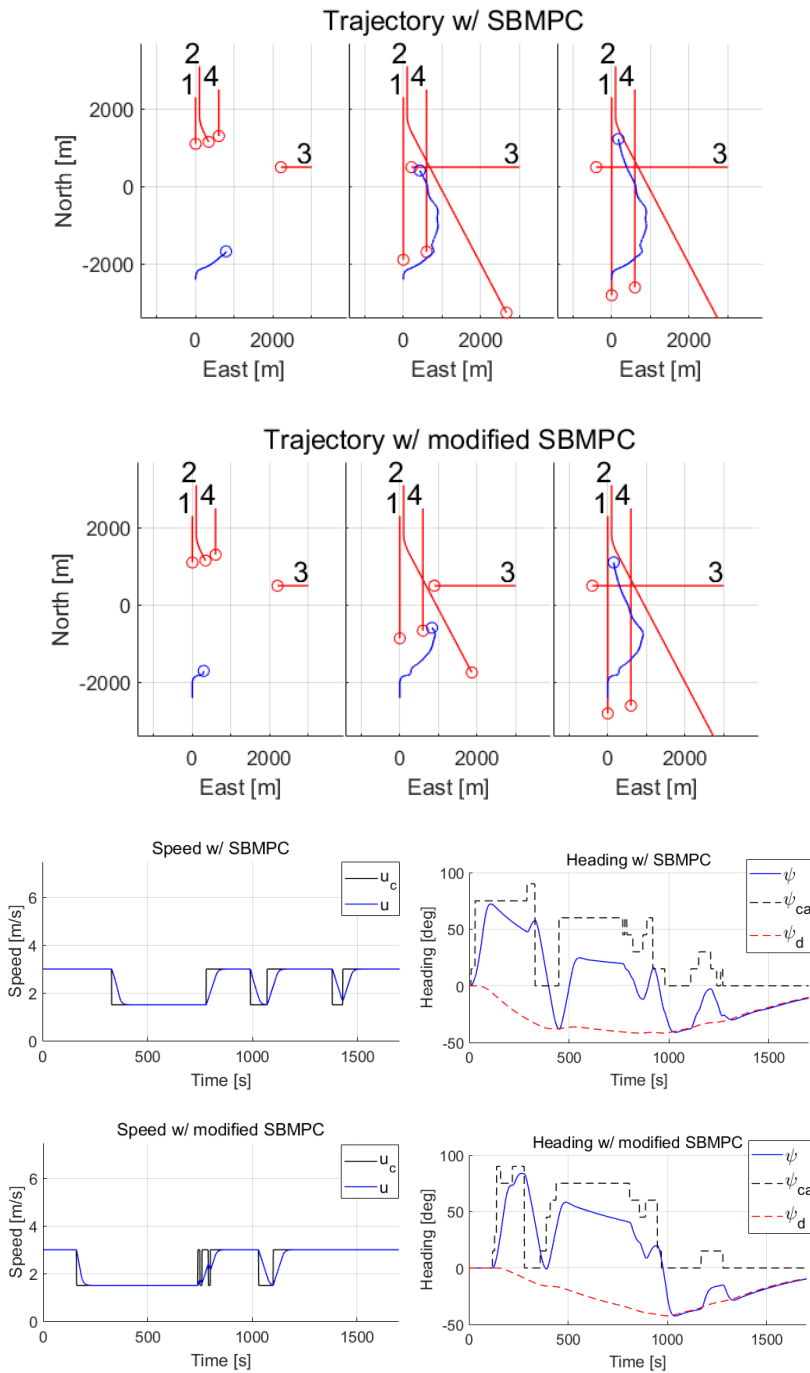 Trajectory w/ SBMPC
2
1 4
3
2
1 4
3
2
1 4
3
2000
0
-2000
North [m]
0 2000
0 2000
0 2000
East [m]
East [m]
East [m]
Trajectory w/ modified SBMPC
2
1 4
3
2
1 4
3
2
1 4
3
2000
0
-2000
North [m]
0 2000
0 2000
0 2000
East [m]
East [m]
East [m]
Speed w/ SBMPC
u_c
u
6
4
2
0
Speed [m/s]
0 500 1000 1500
Time [s]
Heading w/ SBMPC
ψ
ψ_ca
ψ_d
100
50
0
-50
Heading [deg]
0 500 1000 1500
Time [s]
Speed w/ modified SBMPC
u_c
u
6
4
2
0
Speed [m/s]
0 500 1000 1500
Time [s]
Heading w/ modified SBMPC
ψ
ψ_ca
ψ_d
100
50
0
-50
Heading [deg]
0 500 1000 1500
Time [s]